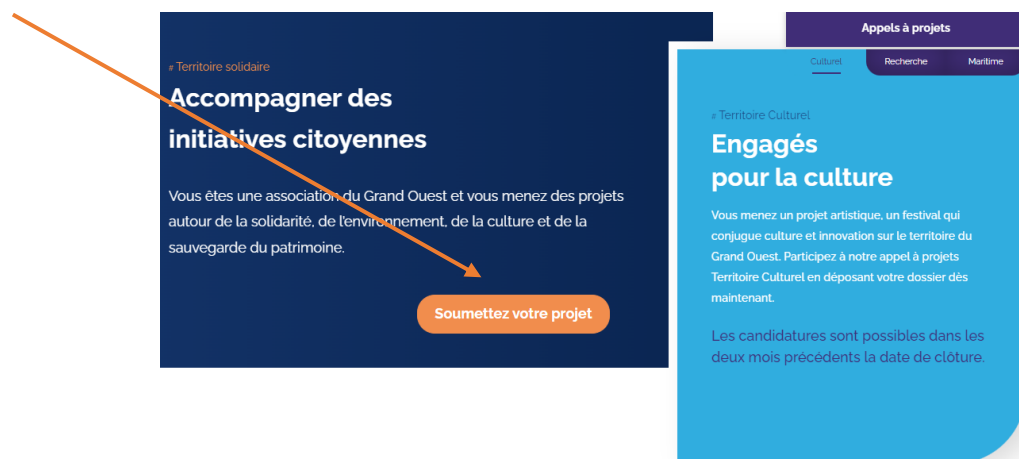 # Territoire solidaire
Accompagner des
initiatives citoyennes
Vous êtes une association du Grand Ouest et vous menez des projets
autour de la solidarité, de l'environnement, de la culture et de la
sauvegarde du patrimoine.
Soumettez votre projet
Appels à projets
Culturel Recherche Maritime
# Territoire Culturel
Engagés
pour la culture
Vous menez un projet artistique, un festival qui
conjugue culture et innovation sur le territoire du
Grand Ouest. Participez à notre appel à projets
Territoire Culturel en déposant votre dossier dès
maintenant.
Les candidatures sont possibles dans les
deux mois précédents la date de clôture.